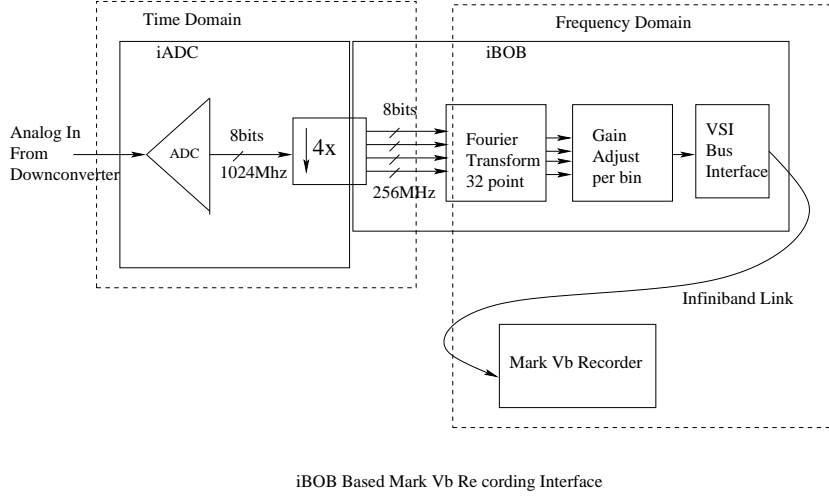 Time Domain
Frequency Domain
iADC
iBOB
Analog In
From
Downconverter
ADC
8bits
1024Mhz
4x
8bits
256MHz
Fourier
Transform
32 point
Gain
Adjust
per bin
VSI
Bus
Interface
Infiniband Link
Mark Vb Recorder
iBOB Based Mark Vb Re cording Interface